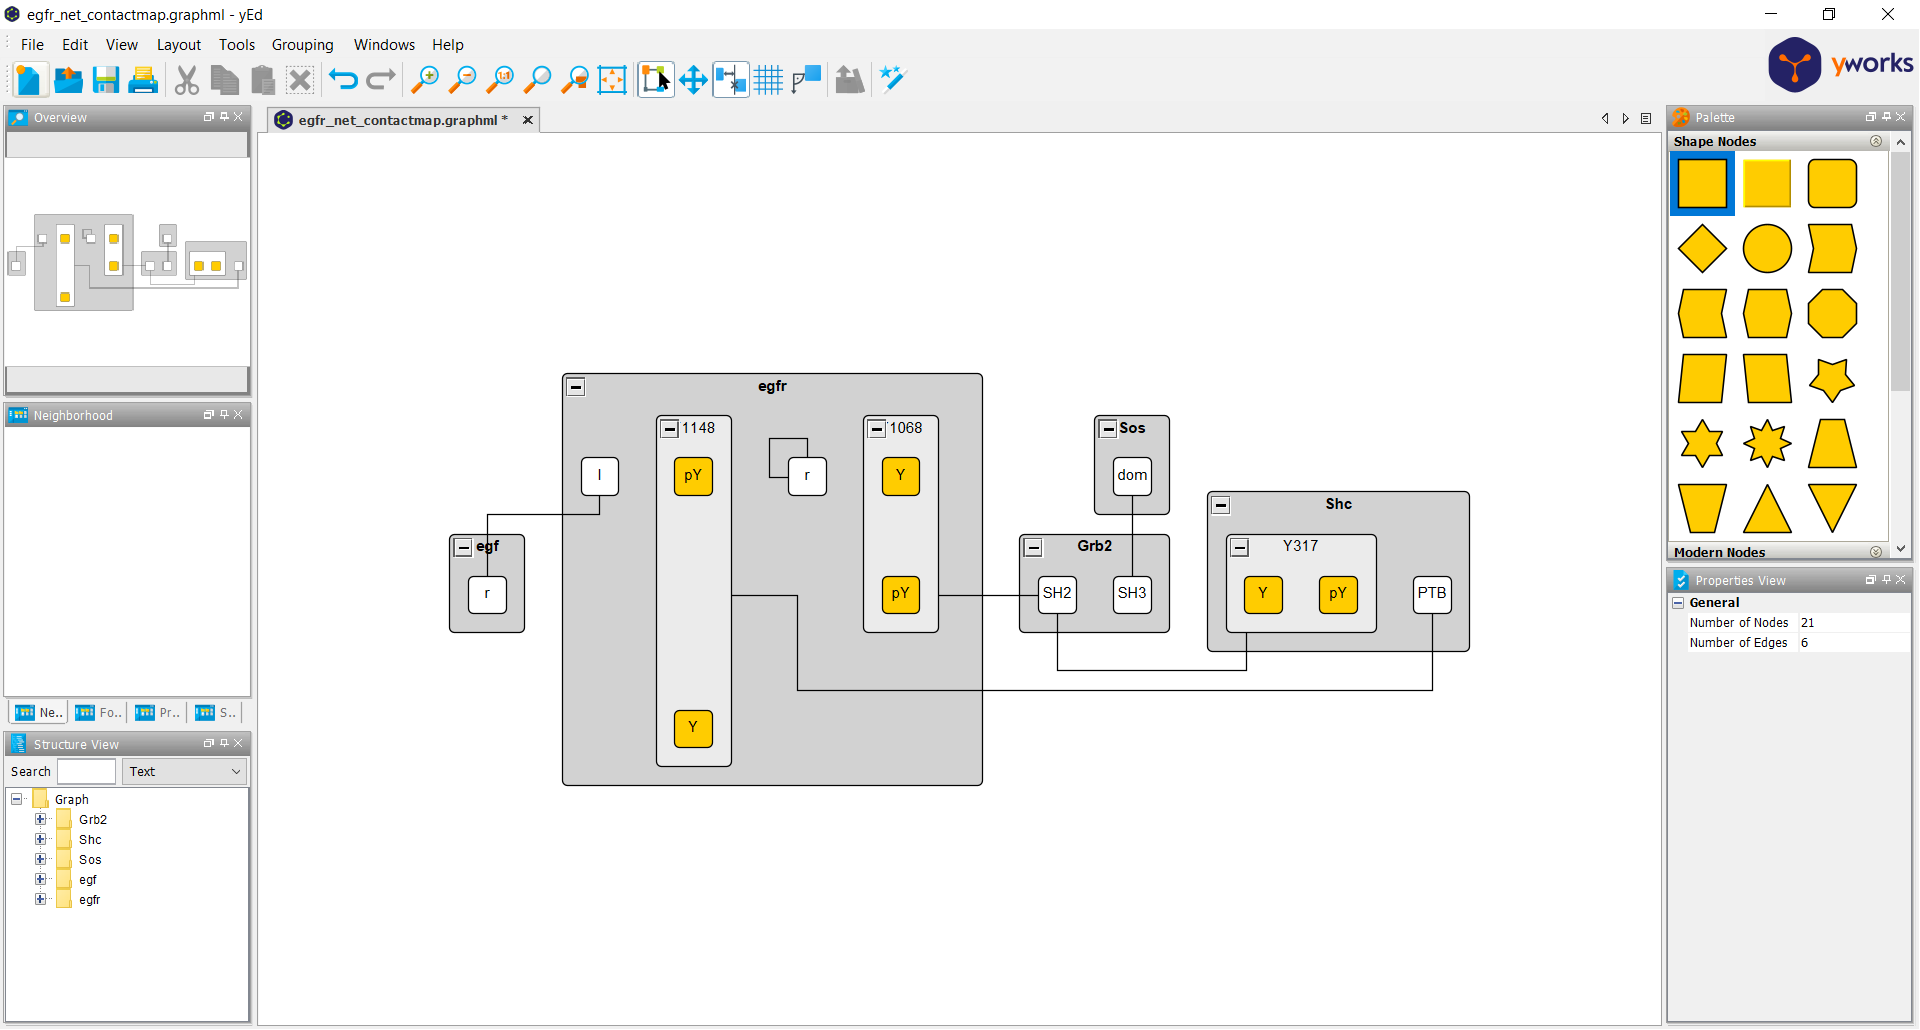 egfr_net_contactmap.graphml - yEd
File Edit View Layout Tools Grouping Windows Help
1:1
yworks
Overview
egfr_net_contactmap.graphml *
Palette
Shape Nodes
Neighborhood
egfr
1148
1068
Sos
l
pY
r
Y
dom
Shc
egf
Grb2
Y317
r
pY
SH2
SH3
Y
pY
PTB
Y
Modern Nodes
Properties View
General
Number of Nodes 21
Number of Edges 6
Ne.. Fo.. Pr.. S..
Structure View
Search Text
Graph
Grb2
Shc
Sos
egf
egfr